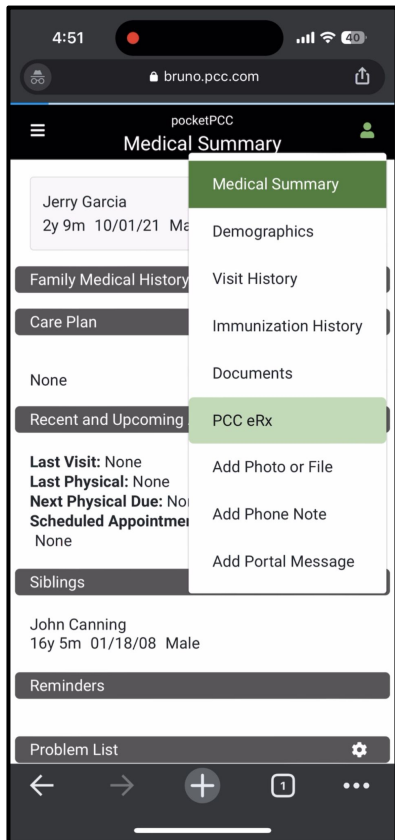 4:51
40
bruno.pcc.com
pocketPCC
Medical Summary
Jerry Garcia
2y 9m 10/01/21 Ma
Family Medical History
Care Plan
None
Recent and Upcoming
Last Visit: None
Last Physical: None
Next Physical Due: No
Scheduled Appointme
None
Siblings
John Canning
16y 5m 01/18/08 Male
Reminders
Problem List
Medical Summary
Demographics
Visit History
Immunization History
Documents
PCC eRx
Add Photo or File
Add Phone Note
Add Portal Message
1